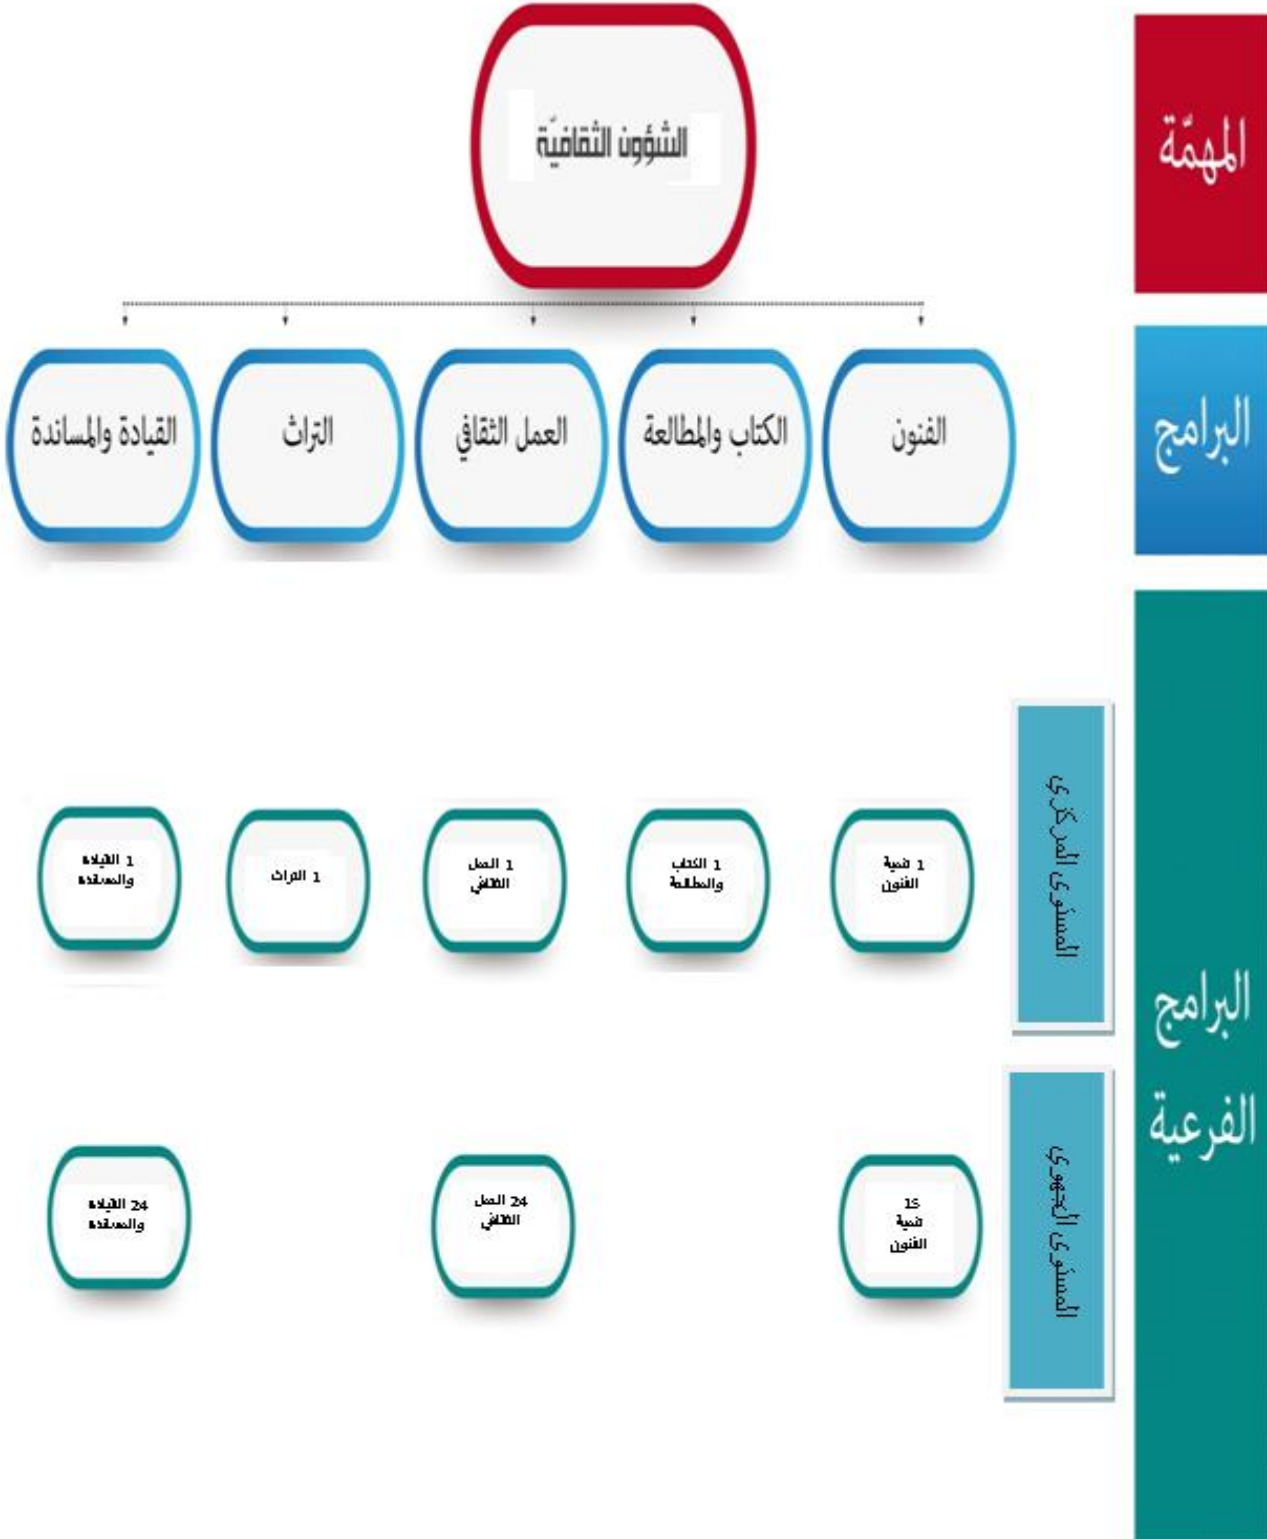 المهمّة
الشؤون الثقافيّة
البرامج
الفنون
الكتاب والمطالعة
العمل الثقافي
التراث
القيادة والمساندة
البرامج
الفرعية
المستوى المركزي
1 تنمية
الفنون
1 الكتاب
والمطالعة
1 العمل
الثقافي
1 التراث
1 القيادة
والمساندة
المستوى الجهوي
15
تنمية
الفنون
24 العمل
الثقافي
24 القيادة
والمساندة